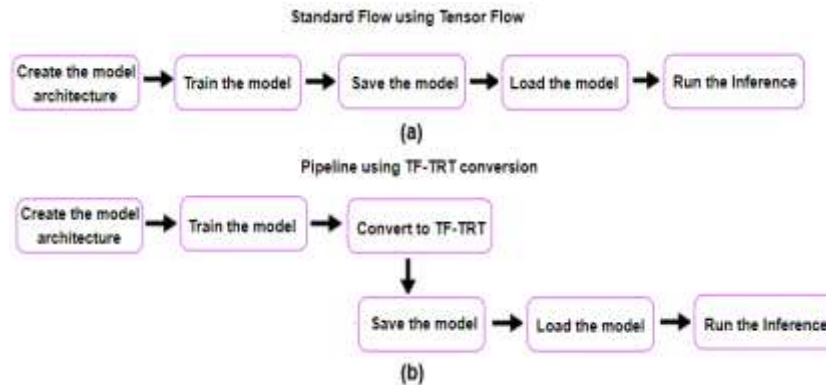 Standard Flow using Tensor Flow
Create the model
architecture
Train the model
Save the model
Load the model
Run the Inference
(a)
Pipeline using TF-TRT conversion
Create the model
architecture
Train the model
Convert to TF-TRT
Save the model
Load the model
Run the Inference
(b)